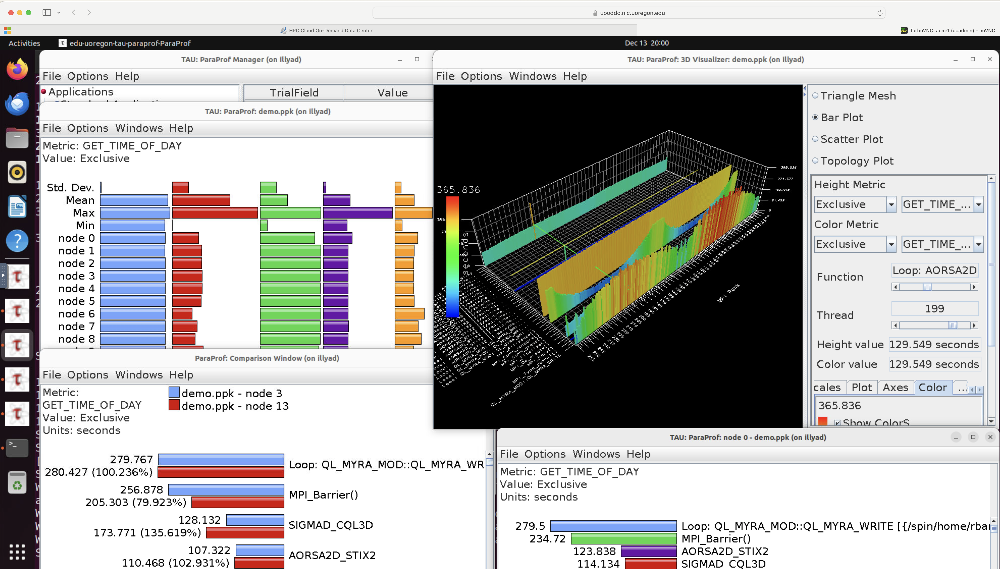 uooddc.nic.uoregon.edu
HPC Cloud On-Demand Data Center
TurboVNC: acm:1 (uoadmin) - noVNC
Activities
edu-uoregon-tau-paraprof-ParaProf
Dec 13 20:00
TAU: ParaProf Manager (on illyad)
File Options Help
Applications
TrialField
Value
TAU: ParaProf: demo.ppk (on illyad)
File Options Windows Help
Metric: GET_TIME_OF_DAY
Value: Exclusive
Std. Dev.
Mean
Max
Min
node 0
node 1
node 2
node 3
node 4
node 5
node 6
node 7
node 8
ParaProf: Comparison Window (on illyad)
File Options Windows Help
Metric:
GET_TIME_OF_DAY
Value: Exclusive
Units: seconds
demo.ppk - node 3
demo.ppk - node 13
279.767
280.427 (100.236%)
Loop: QL_MYRA_MOD::QL_MYRA_WR
256.878
205.303 (79.923%)
MPI_Barrier()
128.132
173.771 (135.619%)
SIGMAD_CQL3D
107.322
110.468 (102.931%)
AORSA2D_STIX2
TAU: ParaProf: 3D Visualizer: demo.ppk (on illyad)
File Options Windows Help
365.836
seconds
365.836
274.377
MPI Rank
QL_MYRA_MOD::QL_MYRA_WRITE
Triangle Mesh
Bar Plot
Scatter Plot
Topology Plot
Height Metric
Exclusive
GET_TIME_...
Color Metric
Exclusive
GET_TIME_...
Function
Loop: AORSA2D
Thread
199
Height value
129.549 seconds
Color value
129.549 seconds
cales
Plot
Axes
Color
...
365.836
Show ColorS
TAU: ParaProf: node 0 - demo.ppk (on illyad)
File Options Windows Help
Metric: GET_TIME_OF_DAY
Value: Exclusive
Units: seconds
279.5
Loop: QL_MYRA_MOD::QL_MYRA_WRITE [{/spin/home/rba
234.72
MPI_Barrier()
123.838
AORSA2D_STIX2
114.134
SIGMAD_CQL3D